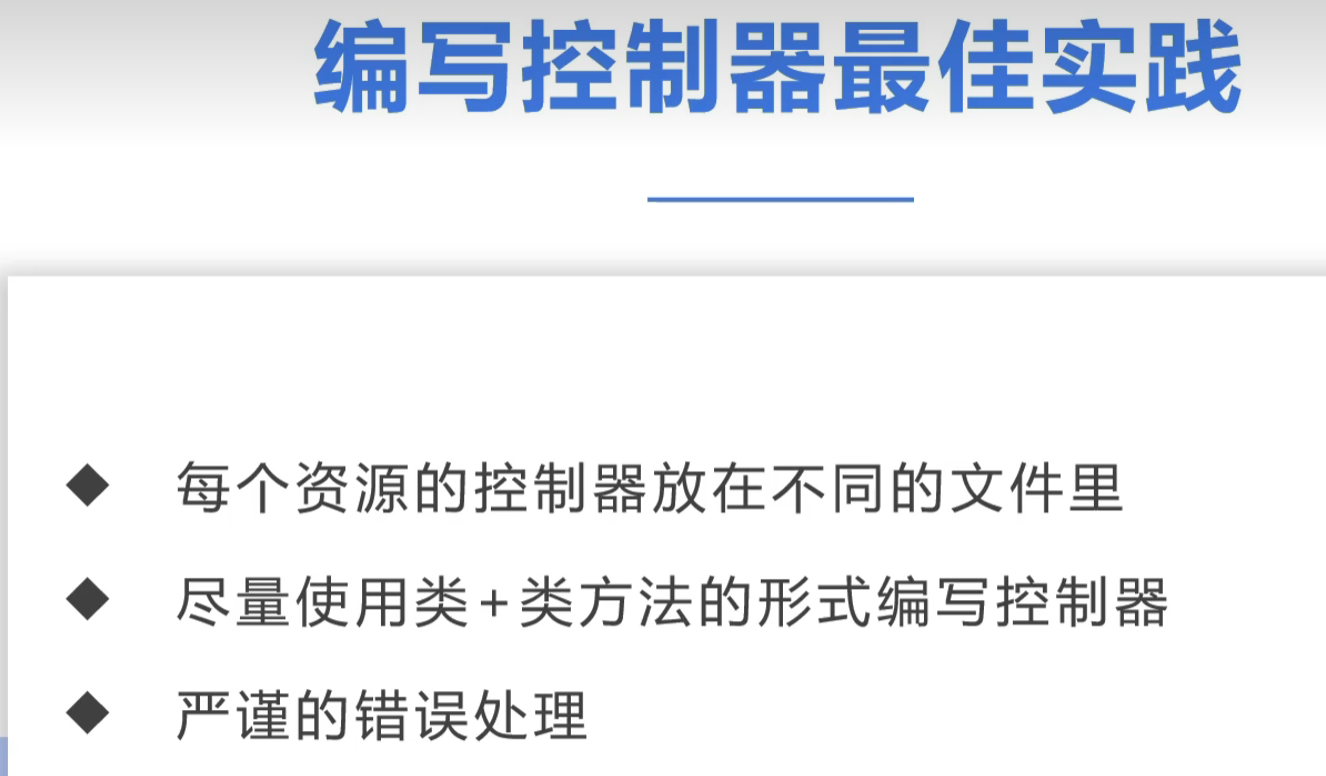 编写控制器最佳实践
每个资源的控制器放在不同的文件里
尽量使用类+类方法的形式编写控制器
严谨的错误处理